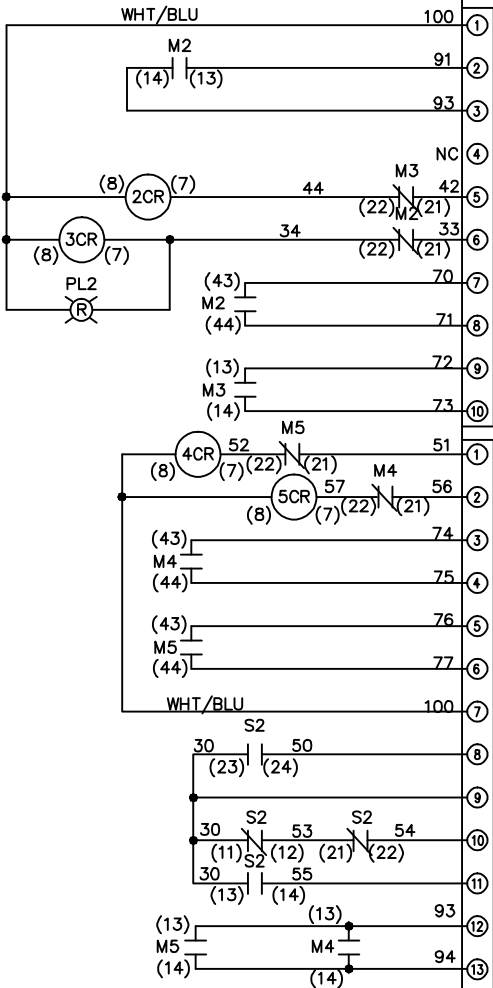 WHT/BLU 100 1
M2 91 2
(14) (13)
93 3
NC 4
M3
(8) 2CR (7) 44 42 5
(22) (21)
M2
3CR 34 33 6
(8) (7) (22) (21)
PL2
R
(43) 70 7
M2
(44) 71 8
(13) 72 9
M3
(14) 73 10
M5
4CR 52 51 1
(8) (7) (22) (21)
M4
5CR 57 56 2
(8) (7) (22) (21)
(43) 74 3
M4
(44) 75 4
(43) 76 5
M5
(44) 77 6
WHT/BLU 100 7
S2
30 50 8
(23) (24)
9
S2 S2
30 53 54 10
(11) (12) (21) (22)
S2
30 55 11
(13) (14)
(13) (13) 93 12
M5 M4
(14) (14) 94 13